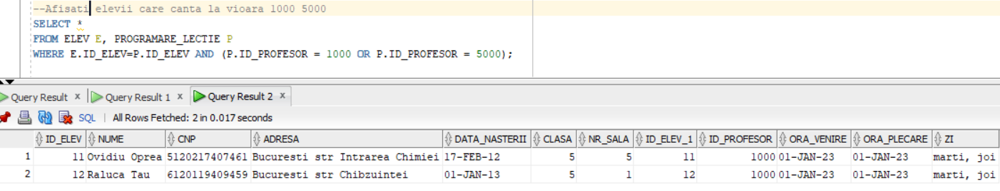 --Afisati elevii care canta la vioara 1000 5000
SELECT *
FROM ELEV E, PROGRAMARE_LECTIE P
WHERE E.ID_ELEV=P.ID_ELEV AND (P.ID_PROFESOR = 1000 OR P.ID_PROFESOR = 5000);
Query Result x Query Result 1 x Query Result 2 x
SQL | All Rows Fetched: 2 in 0.017 seconds
ID_ELEV NUME CNP ADRESA DATA_NASTERII CLASA NR_SALA ID_ELEV_1 ID_PROFESOR ORA_VENIRE ORA_PLECARE ZI
1 11 Ovidiu Oprea 5120217407461 Bucuresti str Intrarea Chimiei 17-FEB-12 5 5 11 1000 01-JAN-23 01-JAN-23 marti, joi
2 12 Raluca Tau 6120119409459 Bucuresti str Chibzuintei 01-JAN-13 5 1 12 1000 01-JAN-23 01-JAN-23 marti, joi